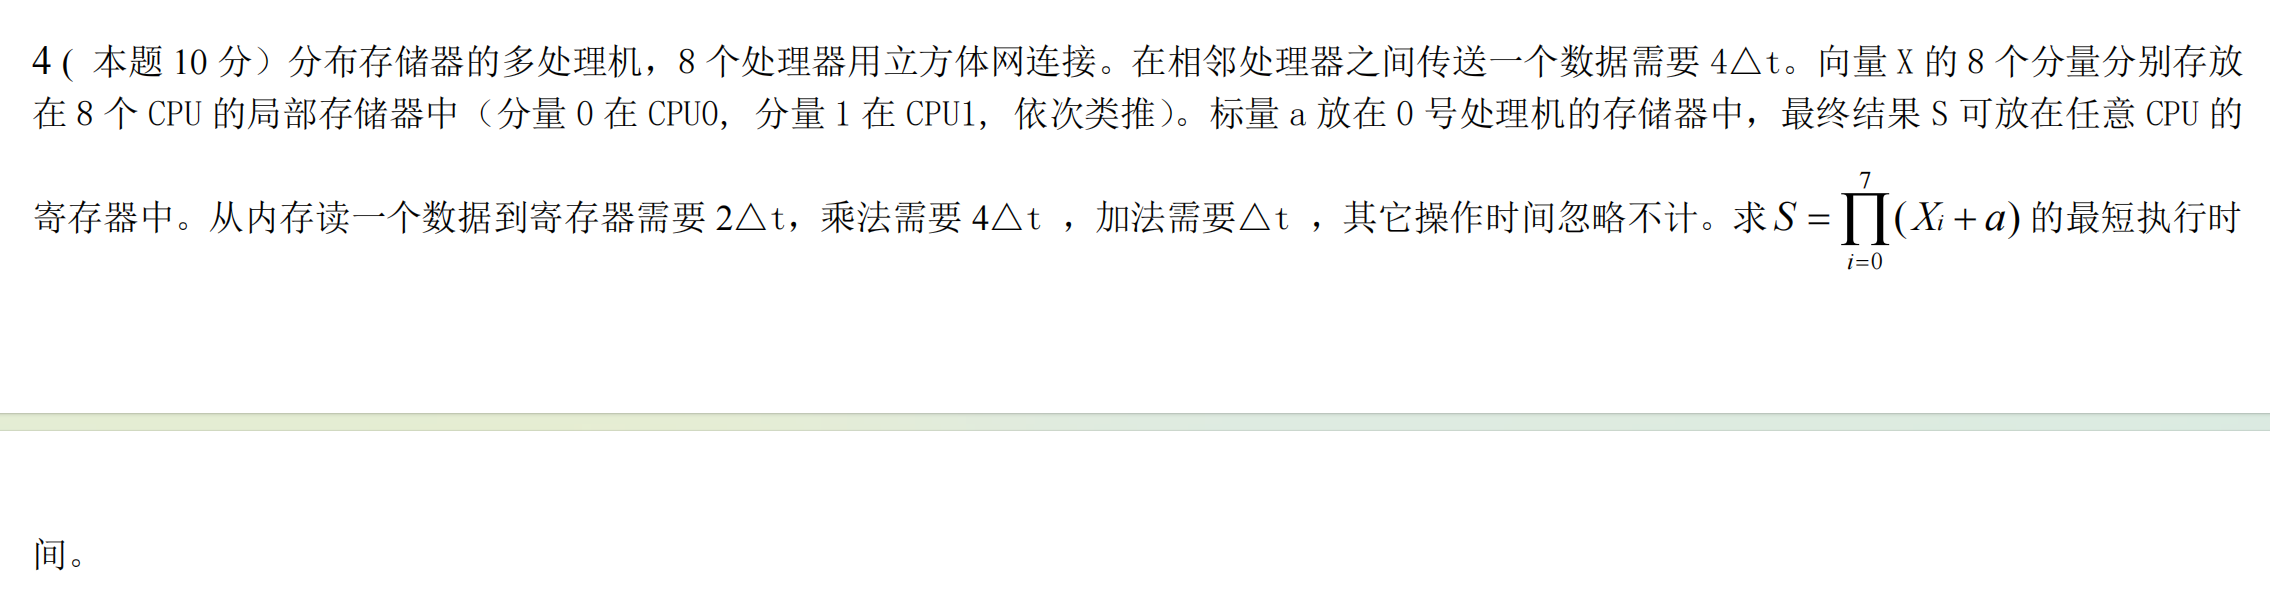 4( 本题 10 分）分布存储器的多处理机，8 个处理器用立方体网连接。在相邻处理器之间传送一个数据需要 4△t。向量 X 的 8 个分量分别存放
在 8 个 CPU 的局部存储器中（分量 0 在 CPU0, 分量 1 在 CPU1, 依次类推）。标量 a 放在 0 号处理机的存储器中，最终结果 S 可放在任意 CPU 的
寄存器中。从内存读一个数据到寄存器需要 2△t，乘法需要 4△t ，加法需要△t ，其它操作时间忽略不计。求 S = ∏_{i=0}^{7} (Xi + a) 的最短执行时
间。